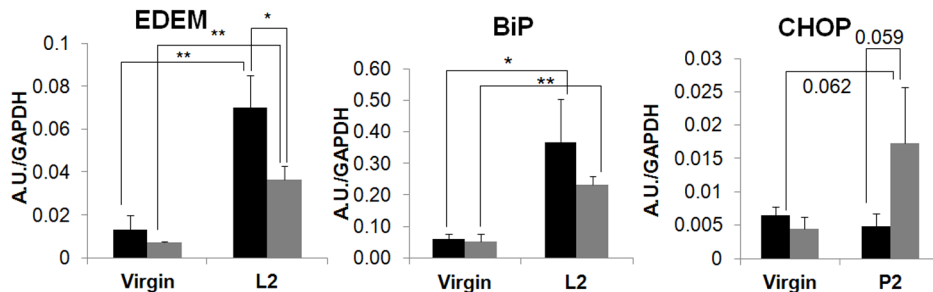 EDEM
A.U./GAPDH
0.1
0.08
0.06
0.04
0.02
0
**
**
*
Virgin
L2
BiP
A.U./GAPDH
0.60
0.50
0.40
0.30
0.20
0.10
0.00
*
**
Virgin
L2
CHOP
A.U./GAPDH
0.03
0.025
0.02
0.015
0.01
0.005
0
0.059
0.062
Virgin
P2